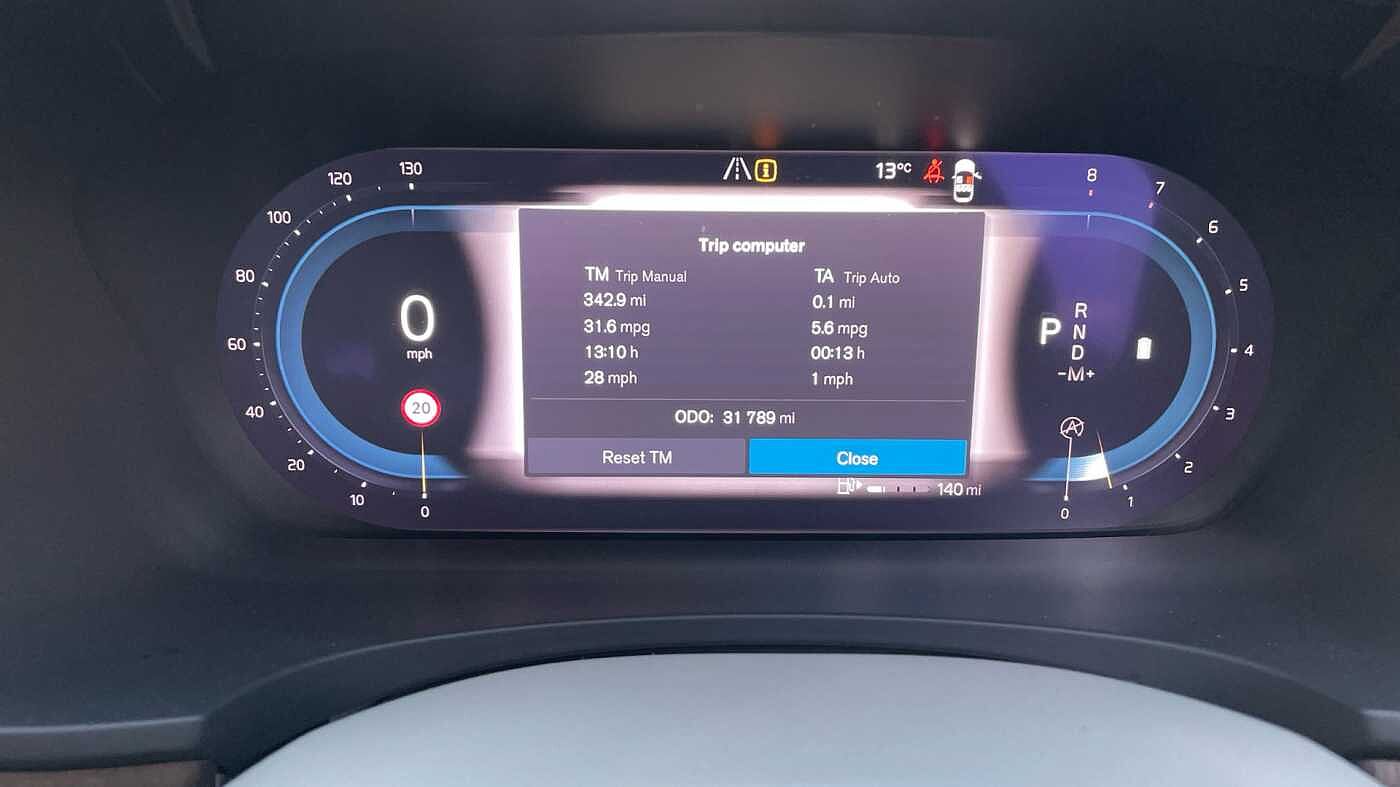 130
120
100
80
60
40
20
10
0
0
mph
20
13°C
Trip computer
TM Trip Manual
342.9 mi
31.6 mpg
13:10 h
28 mph
TA Trip Auto
0.1 mi
5.6 mpg
00:13 h
1 mph
ODO: 31 789 mi
Reset TM
Close
140 mi
8
7
6
5
4
3
2
1
0
P
R
N
D
-M+
A